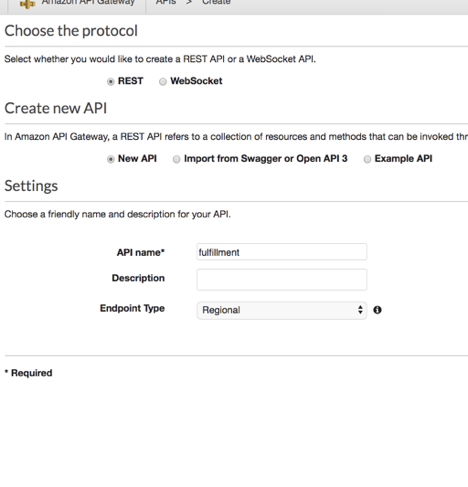 Amazon API Gateway APIs > Create
Choose the protocol
Select whether you would like to create a REST API or a WebSocket API.
REST WebSocket
Create new API
In Amazon API Gateway, a REST API refers to a collection of resources and methods that can be invoked thr
New API Import from Swagger or Open API 3 Example API
Settings
Choose a friendly name and description for your API.
API name* fulfillment
Description
Endpoint Type Regional
* Required